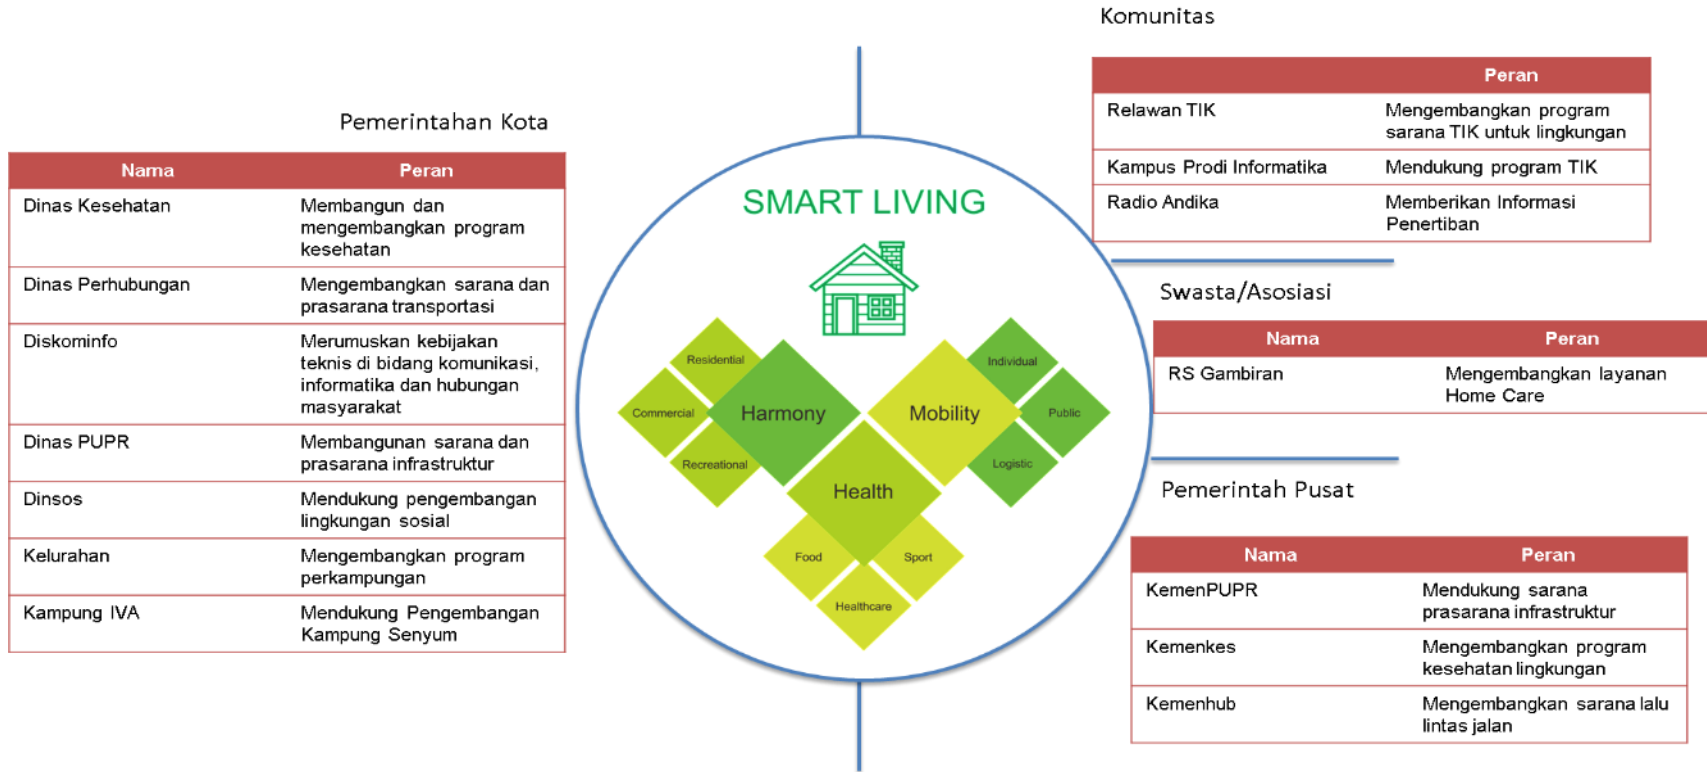 Komunitas
Peran
Relawan TIK
Mengembangkan program
sarana TIK untuk lingkungan
Kampus Prodi Informatika
Mendukung program TIK
Radio Andika
Memberikan Informasi
Penertiban
Pemerintahan Kota
Nama
Peran
Dinas Kesehatan
Membangun dan
mengembangkan program
kesehatan
Dinas Perhubungan
Mengembangkan sarana dan
prasarana transportasi
Diskominfo
Merumuskan kebijakan
teknis di bidang komunikasi,
informatika dan hubungan
masyarakat
Dinas PUPR
Membangunan sarana dan
prasarana infrastruktur
Dinsos
Mendukung pengembangan
lingkungan sosial
Kelurahan
Mengembangkan program
perkampungan
Kampung IVA
Mendukung Pengembangan
Kampung Senyum
SMART LIVING
Residential
Commercial
Recreational
Harmony
Mobility
Individual
Public
Logistic
Health
Food
Sport
Healthcare
Swasta/Asosiasi
Nama
Peran
RS Gambiran
Mengembangkan layanan
Home Care
Pemerintah Pusat
Nama
Peran
KemenPUPR
Mendukung sarana
prasarana infrastruktur
Kemenkes
Mengembangkan program
kesehatan lingkungan
Kemenhub
Mengembangkan sarana lalu
lintas jalan